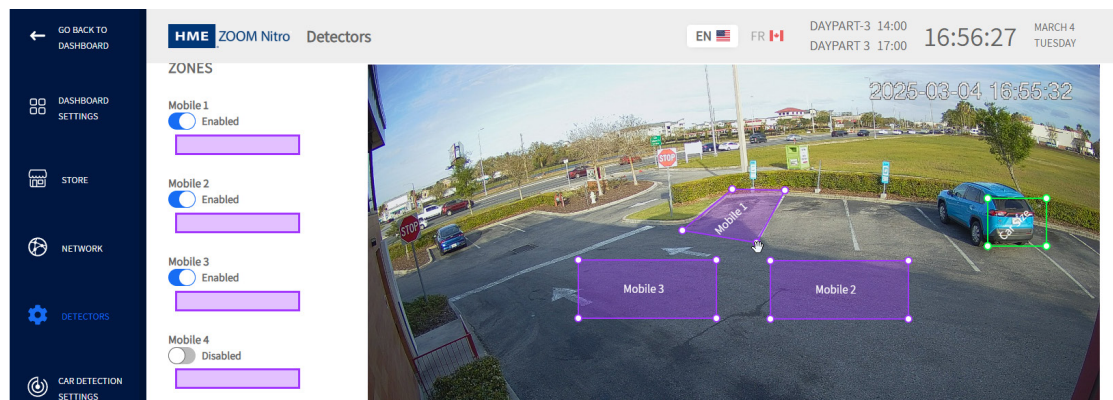 GO BACK TO
DASHBOARD
HME ZOOM Nitro Detectors
EN FR
DAYPART-3 14:00
DAYPART 3 17:00
16:56:27
MARCH 4
TUESDAY
DASHBOARD
SETTINGS
STORE
NETWORK
DETECTORS
CAR DETECTION
SETTINGS
ZONES
Mobile 1
Enabled
Mobile 2
Enabled
Mobile 3
Enabled
Mobile 4
Disabled
2025-03-04 16:55:32
STOP
STOP
Mobile 1
Car Size
Mobile 3
Mobile 2